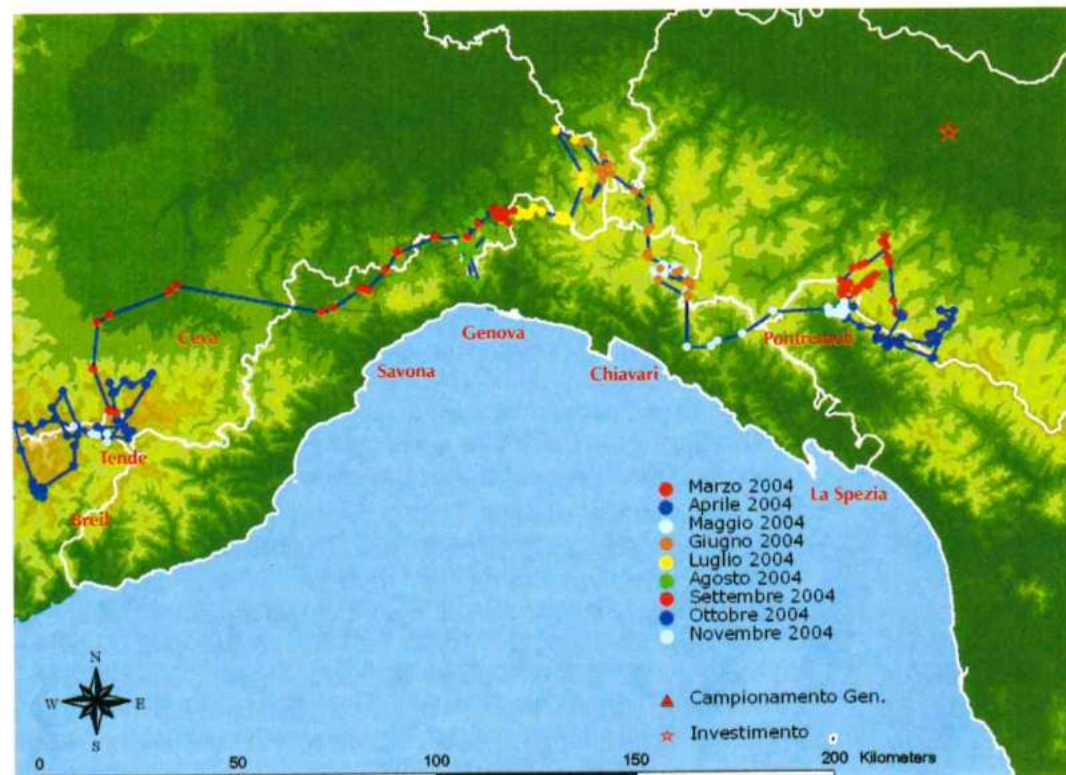 Ceva
Genova
Pontremoli
Savona
Chiavari
Tende
Breil
La Spezia
Marzo 2004
Aprile 2004
Maggio 2004
Giugno 2004
Luglio 2004
Agosto 2004
Settembre 2004
Ottobre 2004
Novembre 2004
Campionamento Gen.
Investimento
N
W E
S
0 50 100 150 200 Kilometers